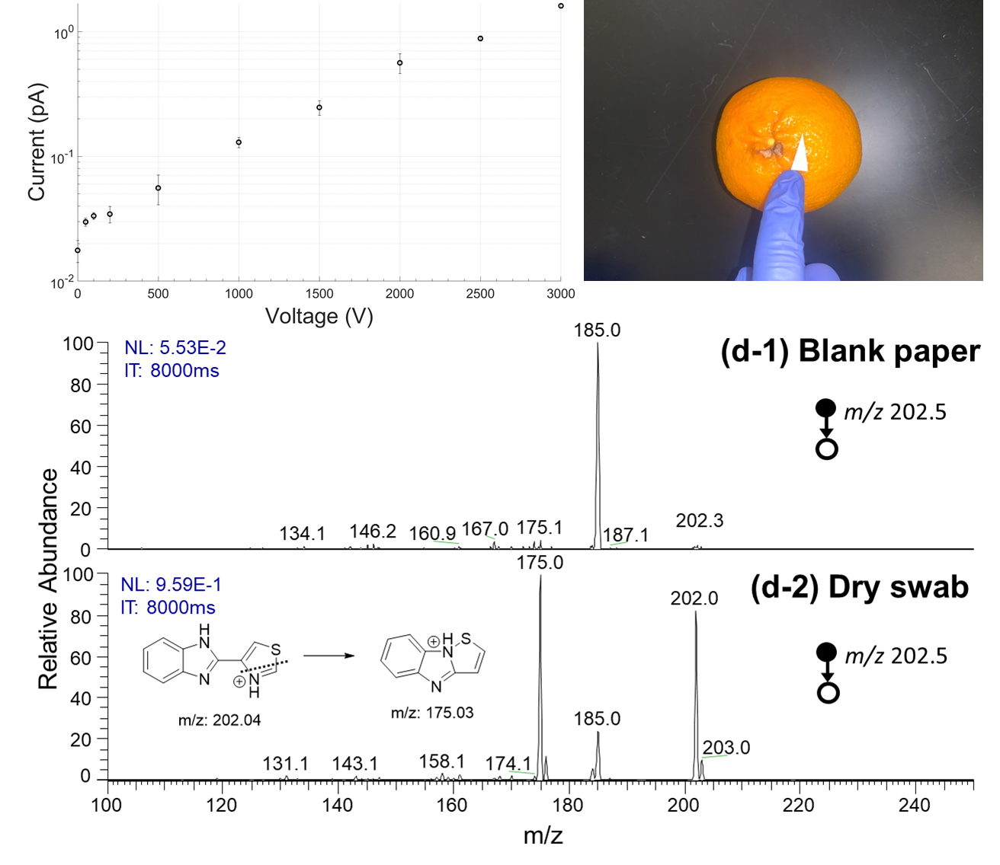 10⁰
10⁻¹
10⁻²
Current (pA)
0 500 1000 1500 2000 2500 3000
Voltage (V)
Relative Abundance
NL: 5.53E-2
IT: 8000ms
(d-1) Blank paper
m/z 202.5
100
80
60
40
20
0
185.0
134.1
146.2
160.9
167.0
175.1
187.1
202.3
NL: 9.59E-1
IT: 8000ms
(d-2) Dry swab
m/z 202.5
100
80
60
40
20
0
175.0
202.0
185.0
203.0
131.1
143.1
158.1
174.1
H
N
N
S
N
H
+
m/z: 202.04
+
H
N
S
N
m/z: 175.03
100 120 140 160 180 200 220 240
m/z